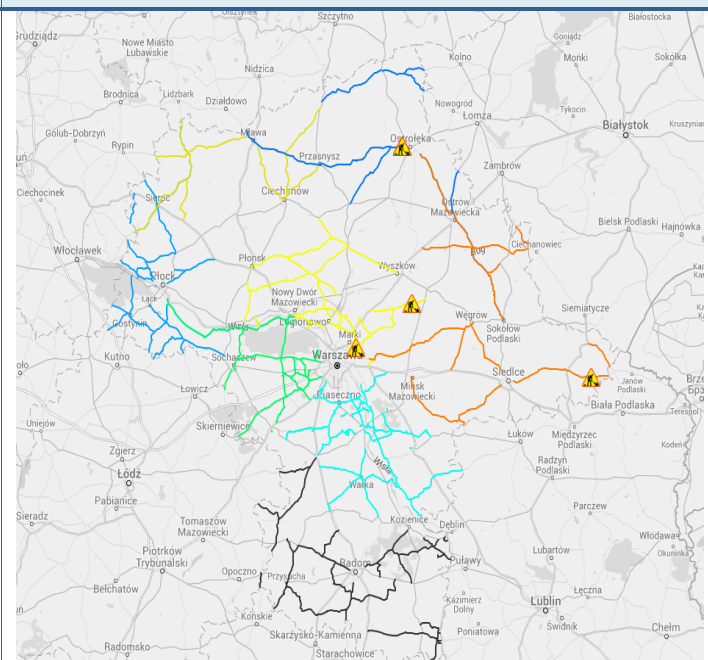 Szczytno
Białostocka
Grudziądz
Nowe Miasto
Lubawskie
Goniądz
Mońki
Sokółka
Nidzica
Kolno
Brodnica
Lidzbark
Działdowo
Nowogród
Łomża
Tykocin
Białystok
Golub-Dobrzyń
Rypin
Mława
Ostrołęka
Przasnysz
Zambrów
Ciechocinek
Sierpc
Ciechanów
Ostrów
Mazowiecka
Bielsk Podlaski
Hajnówka
Włocławek
Płońsk
Wyszków
Bug
Ciechanowiec
Płock
Łąck
Nowy Dwór
Mazowiecki
Legionowo
Siemiatycze
Gostynin
Wisła
Marki
Węgrów
Sokołów
Podlaski
Kutno
Sochaczew
Warszawa
Siedlce
Janów
Podlaski
Łowicz
Piaseczno
Mińsk
Mazowiecki
Biała Podlaska
Terespol
Uniejów
Skierniewice
Łuków
Międzyrzec
Podlaski
Kodeń
Zgierz
Łódź
Wisła
Warka
Radzyń
Podlaski
Pabianice
Sieradz
Tomaszów
Mazowiecki
Kozienice
Dęblin
Parczew
Włodawa
Okuninka
Piotrków
Trybunalski
Opoczno
Przysucha
Radom
Puławy
Lubartów
Bełchatów
Łęczna
Końskie
Kazimierz
Dolny
Lublin
Świdnik
Poniatowa
Chełm
Radomsko
Skarżysko-Kamienna
Starachowice